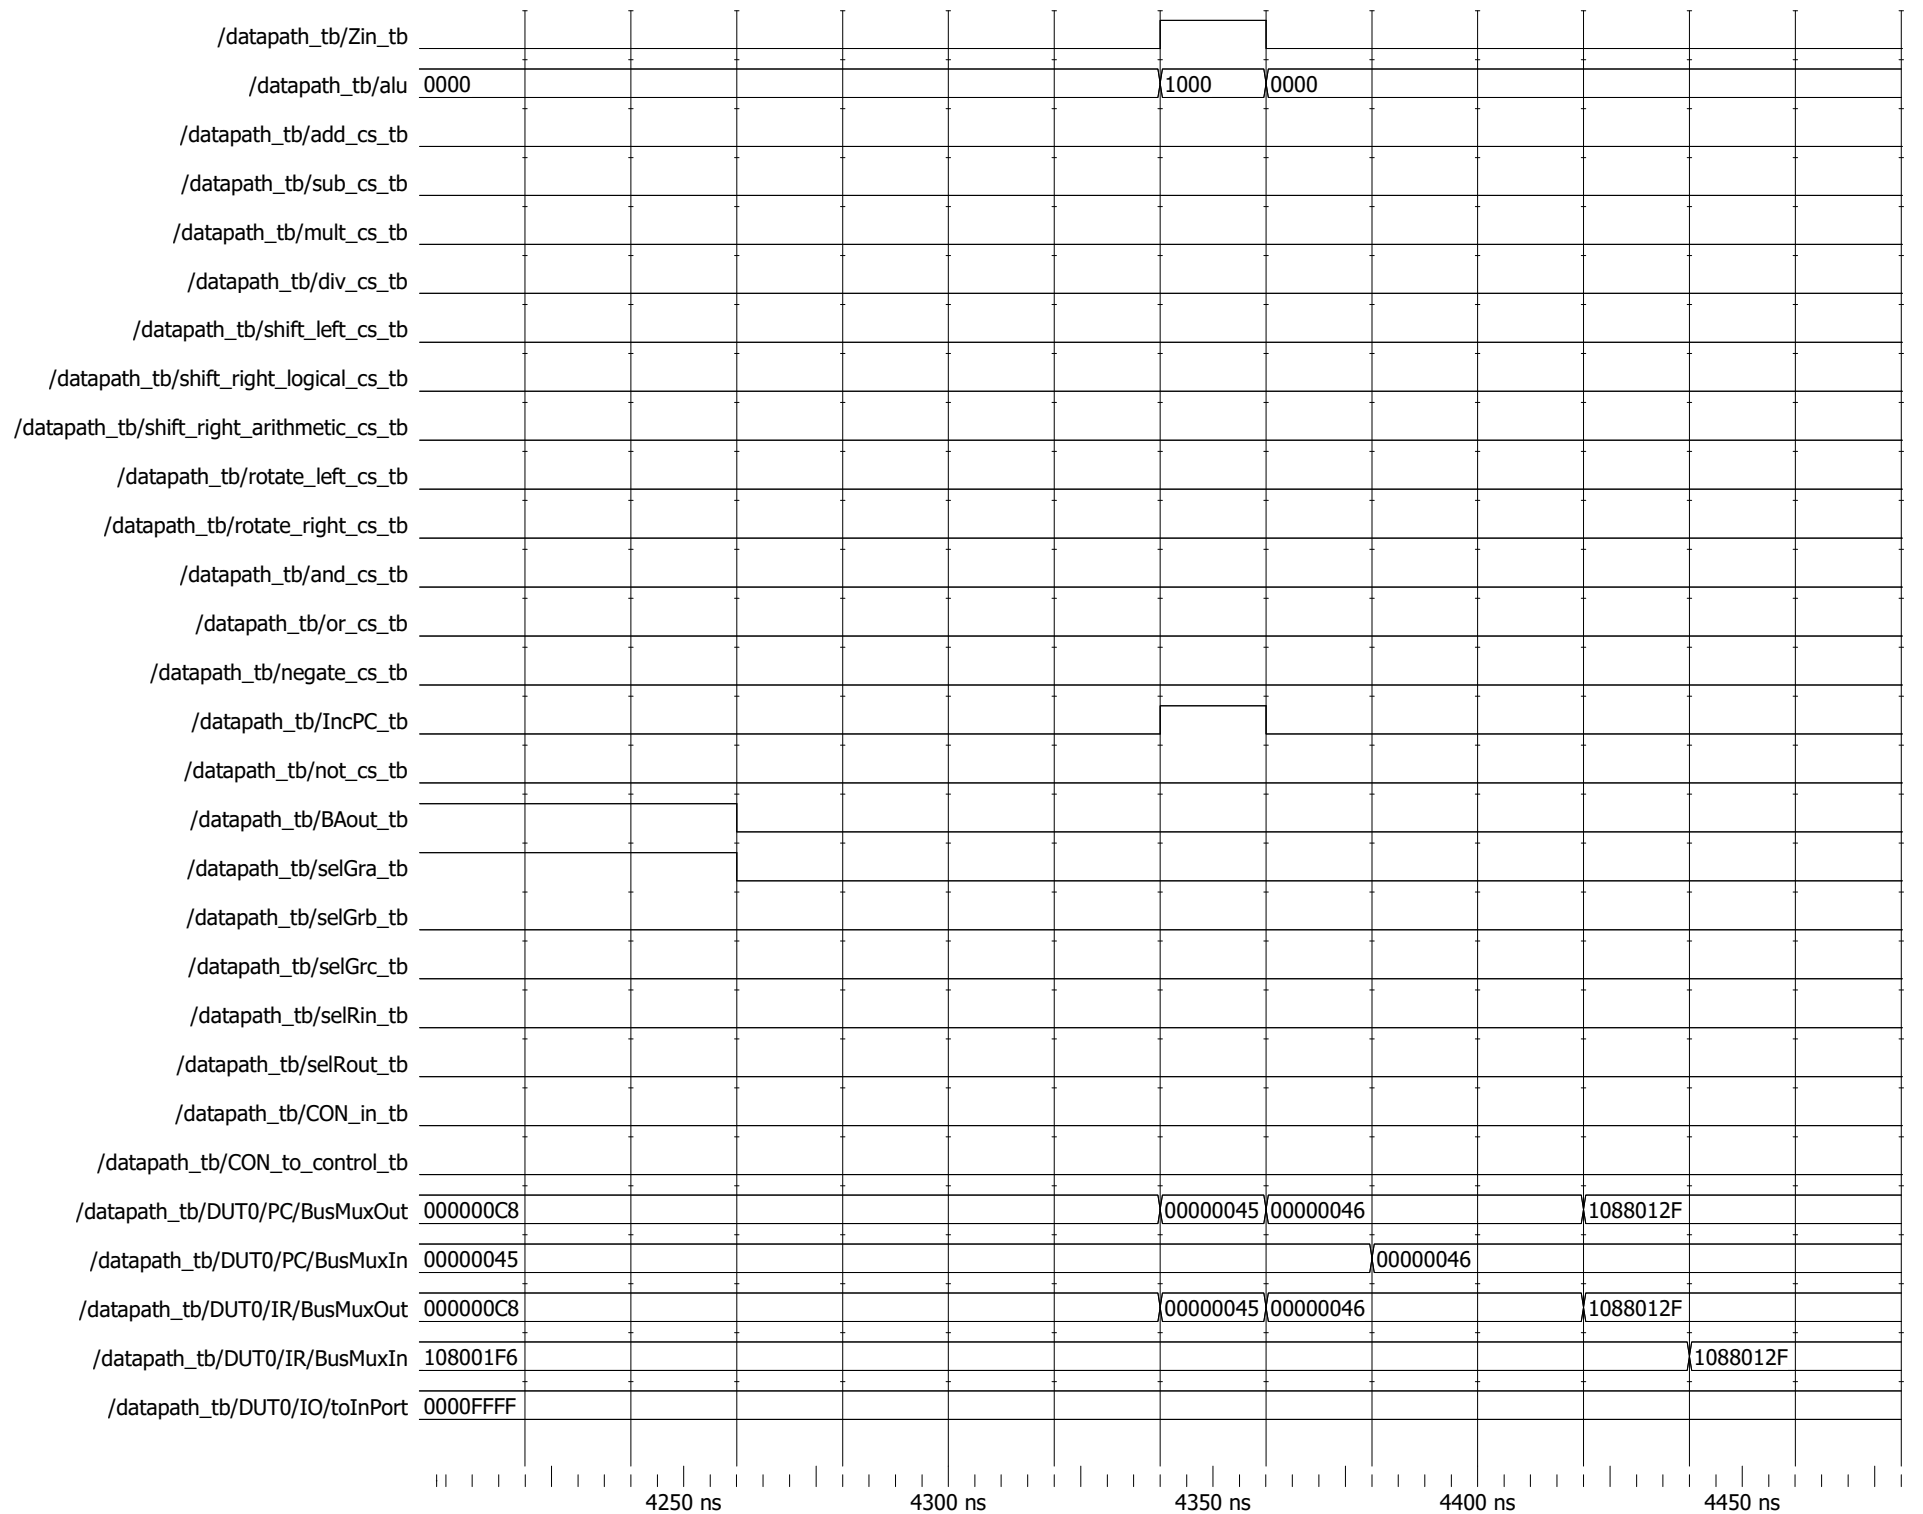 /datapath_tb/Zin_tb
/datapath_tb/alu 0000 1000 0000
/datapath_tb/add_cs_tb
/datapath_tb/sub_cs_tb
/datapath_tb/mult_cs_tb
/datapath_tb/div_cs_tb
/datapath_tb/shift_left_cs_tb
/datapath_tb/shift_right_logical_cs_tb
/datapath_tb/shift_right_arithmetic_cs_tb
/datapath_tb/rotate_left_cs_tb
/datapath_tb/rotate_right_cs_tb
/datapath_tb/and_cs_tb
/datapath_tb/or_cs_tb
/datapath_tb/negate_cs_tb
/datapath_tb/IncPC_tb
/datapath_tb/not_cs_tb
/datapath_tb/BAout_tb
/datapath_tb/selGra_tb
/datapath_tb/selGrb_tb
/datapath_tb/selGrc_tb
/datapath_tb/selRin_tb
/datapath_tb/selRout_tb
/datapath_tb/CON_in_tb
/datapath_tb/CON_to_control_tb
/datapath_tb/DUT0/PC/BusMuxOut 000000C8 00000045 00000046 1088012F
/datapath_tb/DUT0/PC/BusMuxIn 00000045 00000046
/datapath_tb/DUT0/IR/BusMuxOut 000000C8 00000045 00000046 1088012F
/datapath_tb/DUT0/IR/BusMuxIn 108001F6 1088012F
/datapath_tb/DUT0/IO/toInPort 0000FFFF
4250 ns 4300 ns 4350 ns 4400 ns 4450 ns